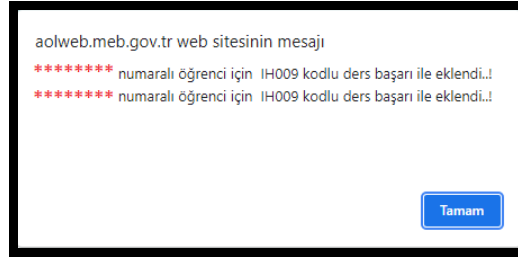 aolweb.meb.gov.tr web sitesinin mesajı
******** numaralı öğrenci için IH009 kodlu ders başarı ile eklendi..!
******** numaralı öğrenci için IH009 kodlu ders başarı ile eklendi..!
Tamam